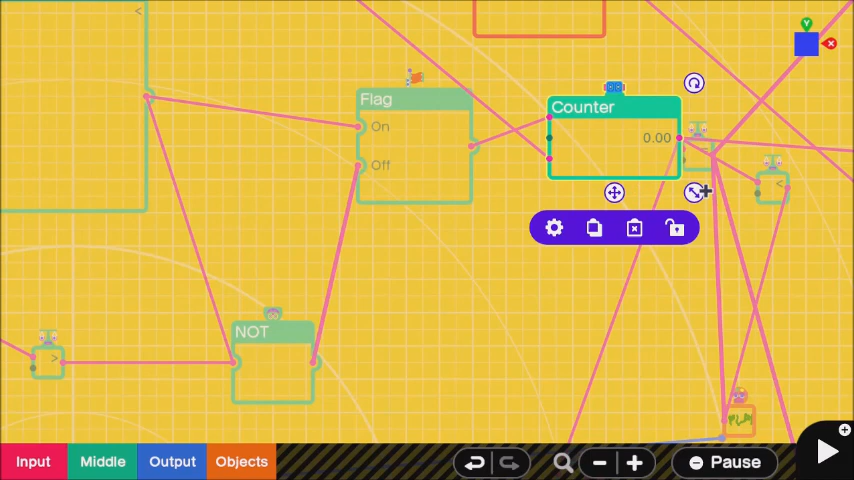 <
Flag
On
Off
Counter
0.00
=
<
NOT
>
Y
X
Input
Middle
Output
Objects
Pause